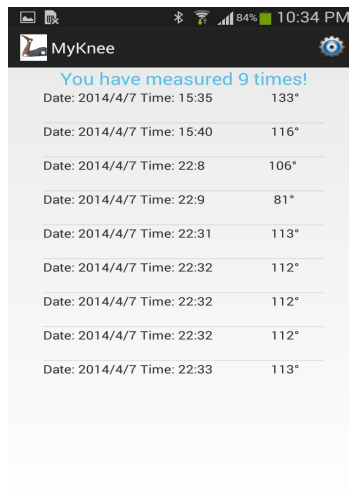 84% 10:34 PM
MyKnee
You have measured 9 times!
Date: 2014/4/7 Time: 15:35 133°
Date: 2014/4/7 Time: 15:40 116°
Date: 2014/4/7 Time: 22:8 106°
Date: 2014/4/7 Time: 22:9 81°
Date: 2014/4/7 Time: 22:31 113°
Date: 2014/4/7 Time: 22:32 112°
Date: 2014/4/7 Time: 22:32 112°
Date: 2014/4/7 Time: 22:32 112°
Date: 2014/4/7 Time: 22:33 113°